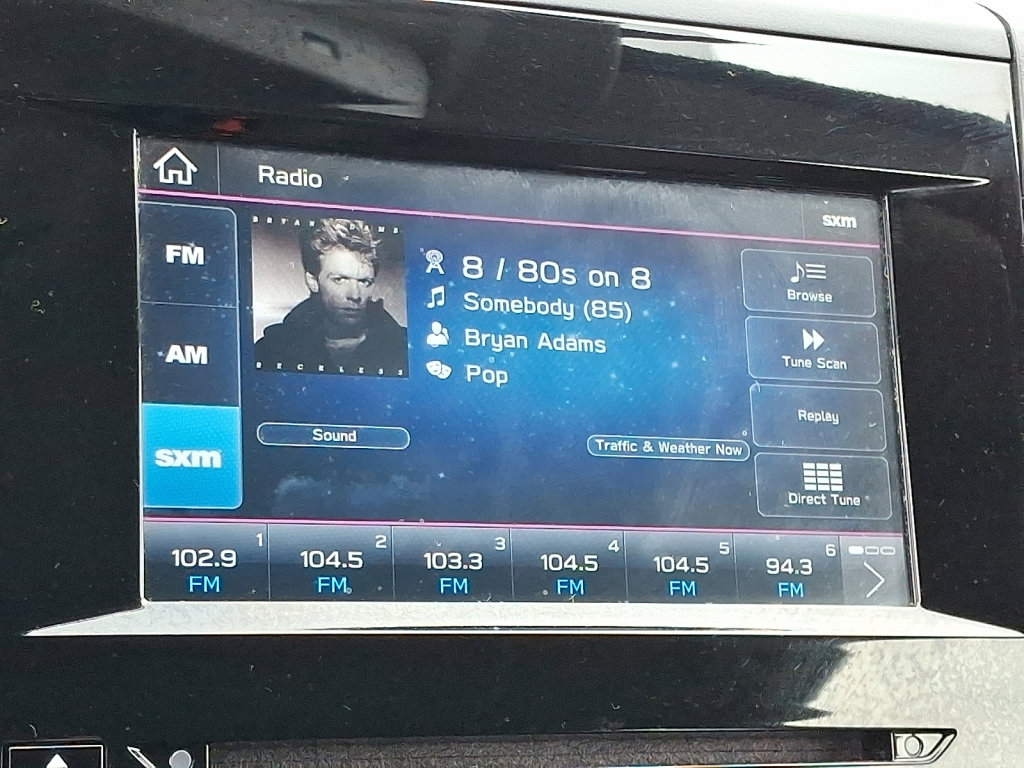 Radio
sxm
FM
AM
sxm
BRYAN ADAMS
RECKLESS
8 / 80s on 8
Somebody (85)
Bryan Adams
Pop
Sound
Traffic & Weather Now
Browse
Tune Scan
Replay
Direct Tune
1
102.9
FM
2
104.5
FM
3
103.3
FM
4
104.5
FM
5
104.5
FM
6
94.3
FM